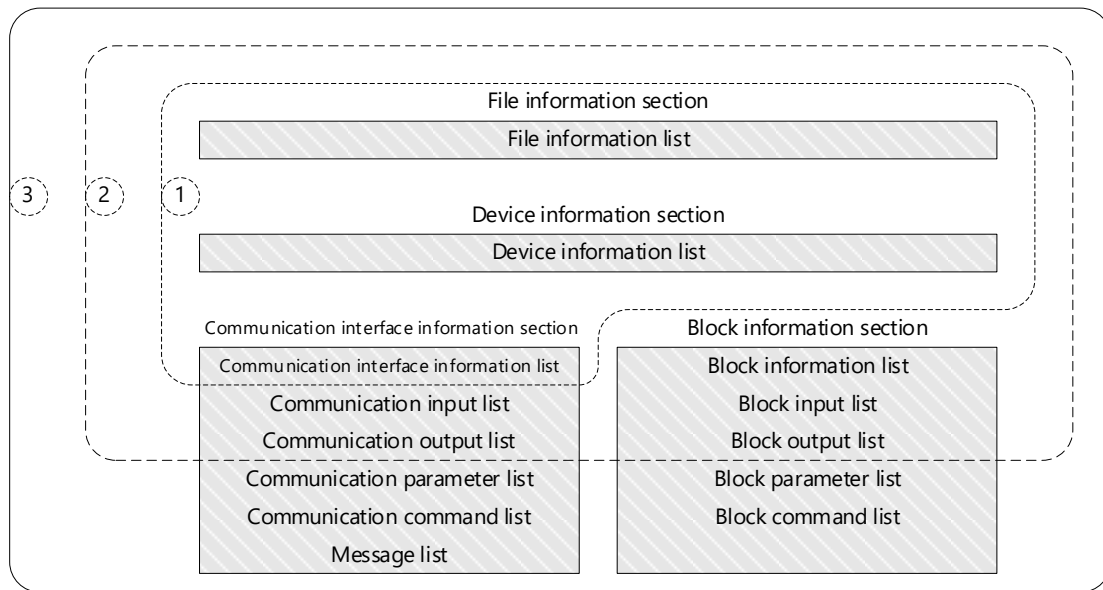 File information section
File information list
3
2
1
Device information section
Device information list
Communication interface information section
Communication interface information list
Communication input list
Communication output list
Communication parameter list
Communication command list
Message list
Block information section
Block information list
Block input list
Block output list
Block parameter list
Block command list